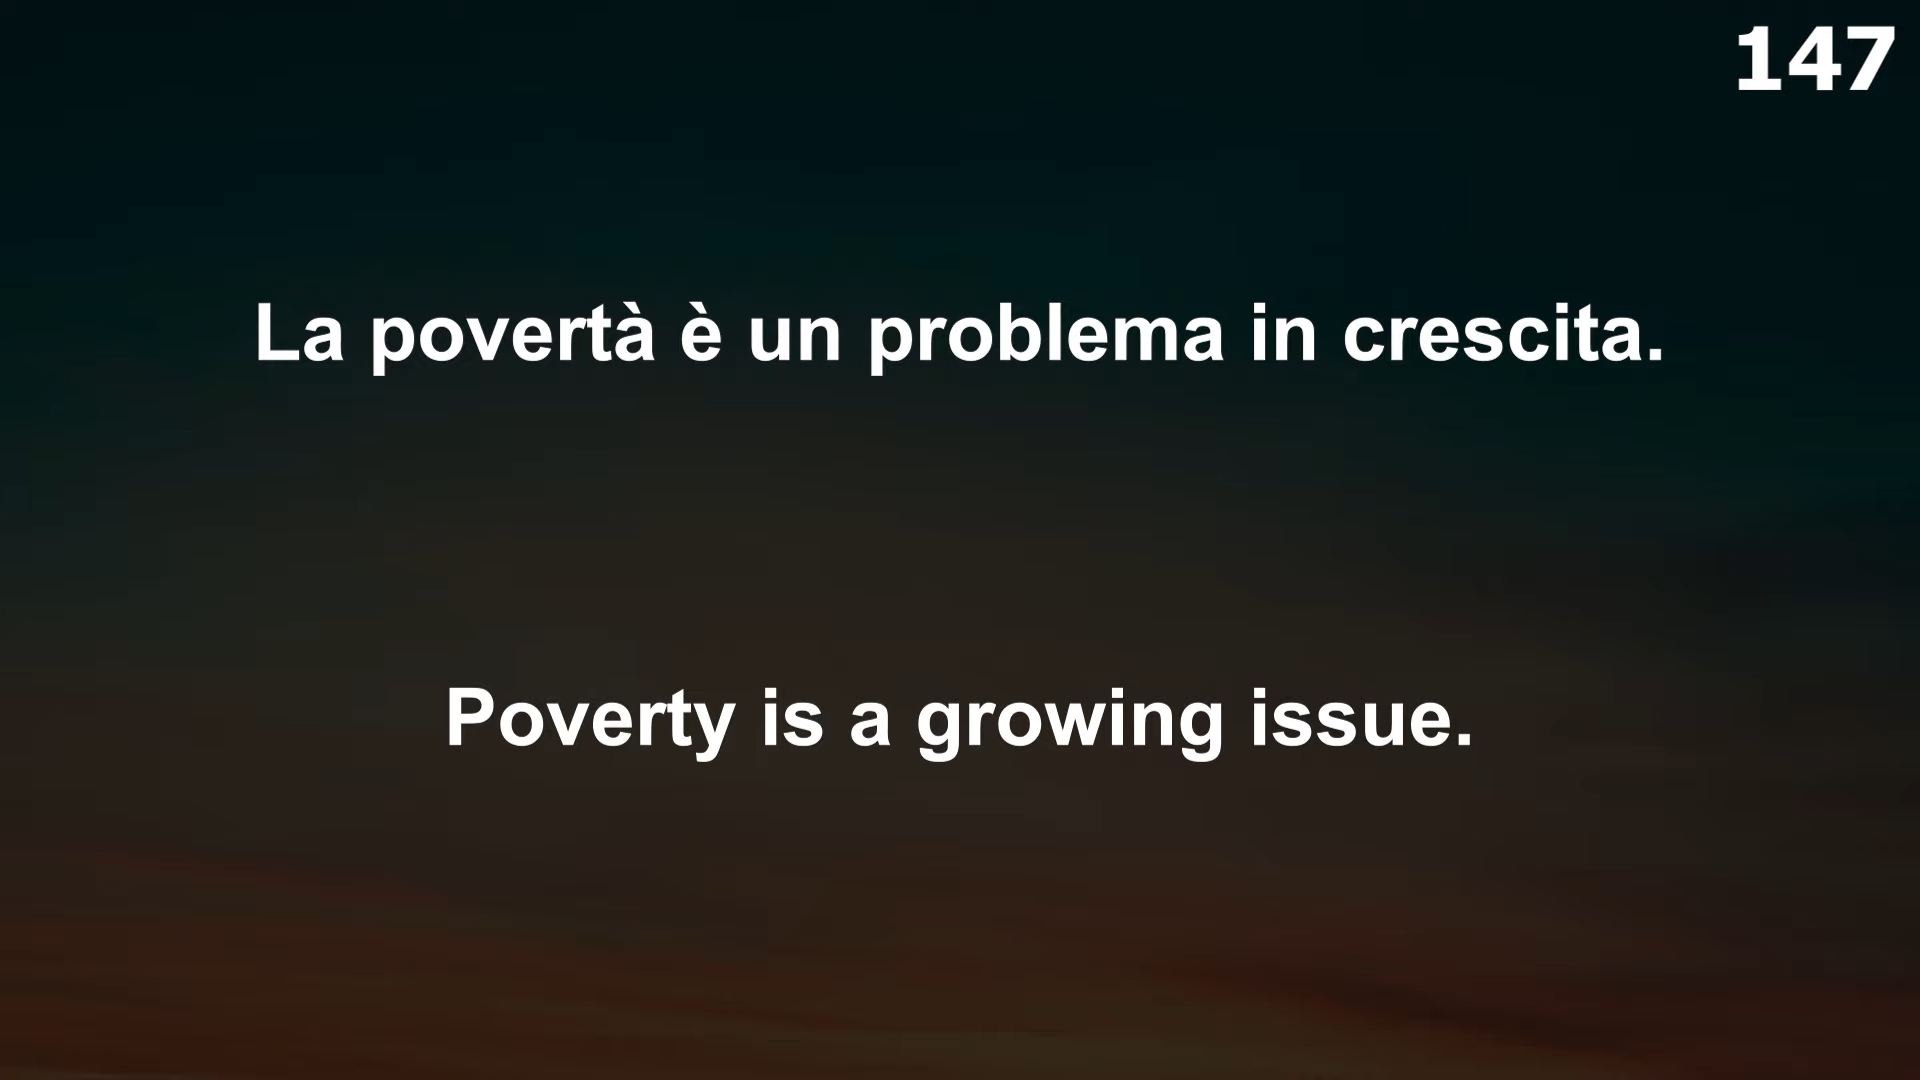 147
La povertà è un problema in crescita.
Poverty is a growing issue.